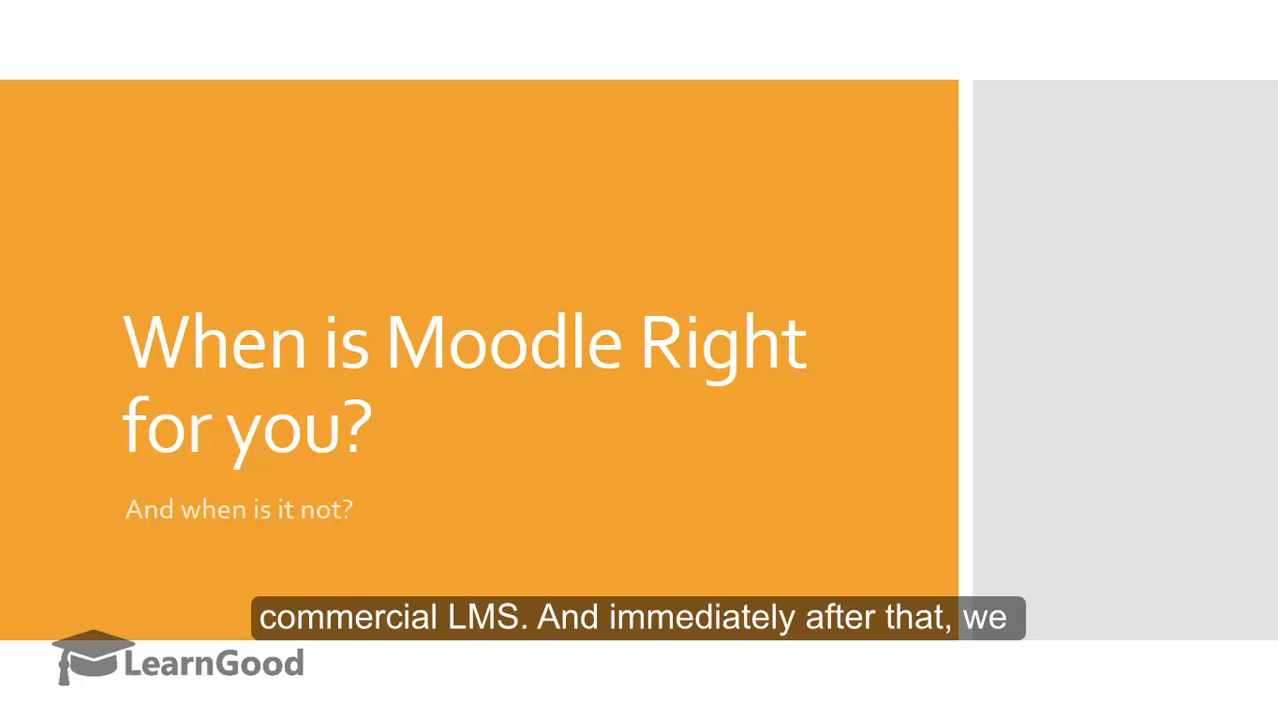 When is Moodle Right
for you?
And when is it not?
commercial LMS. And immediately after that, we
LearnGood